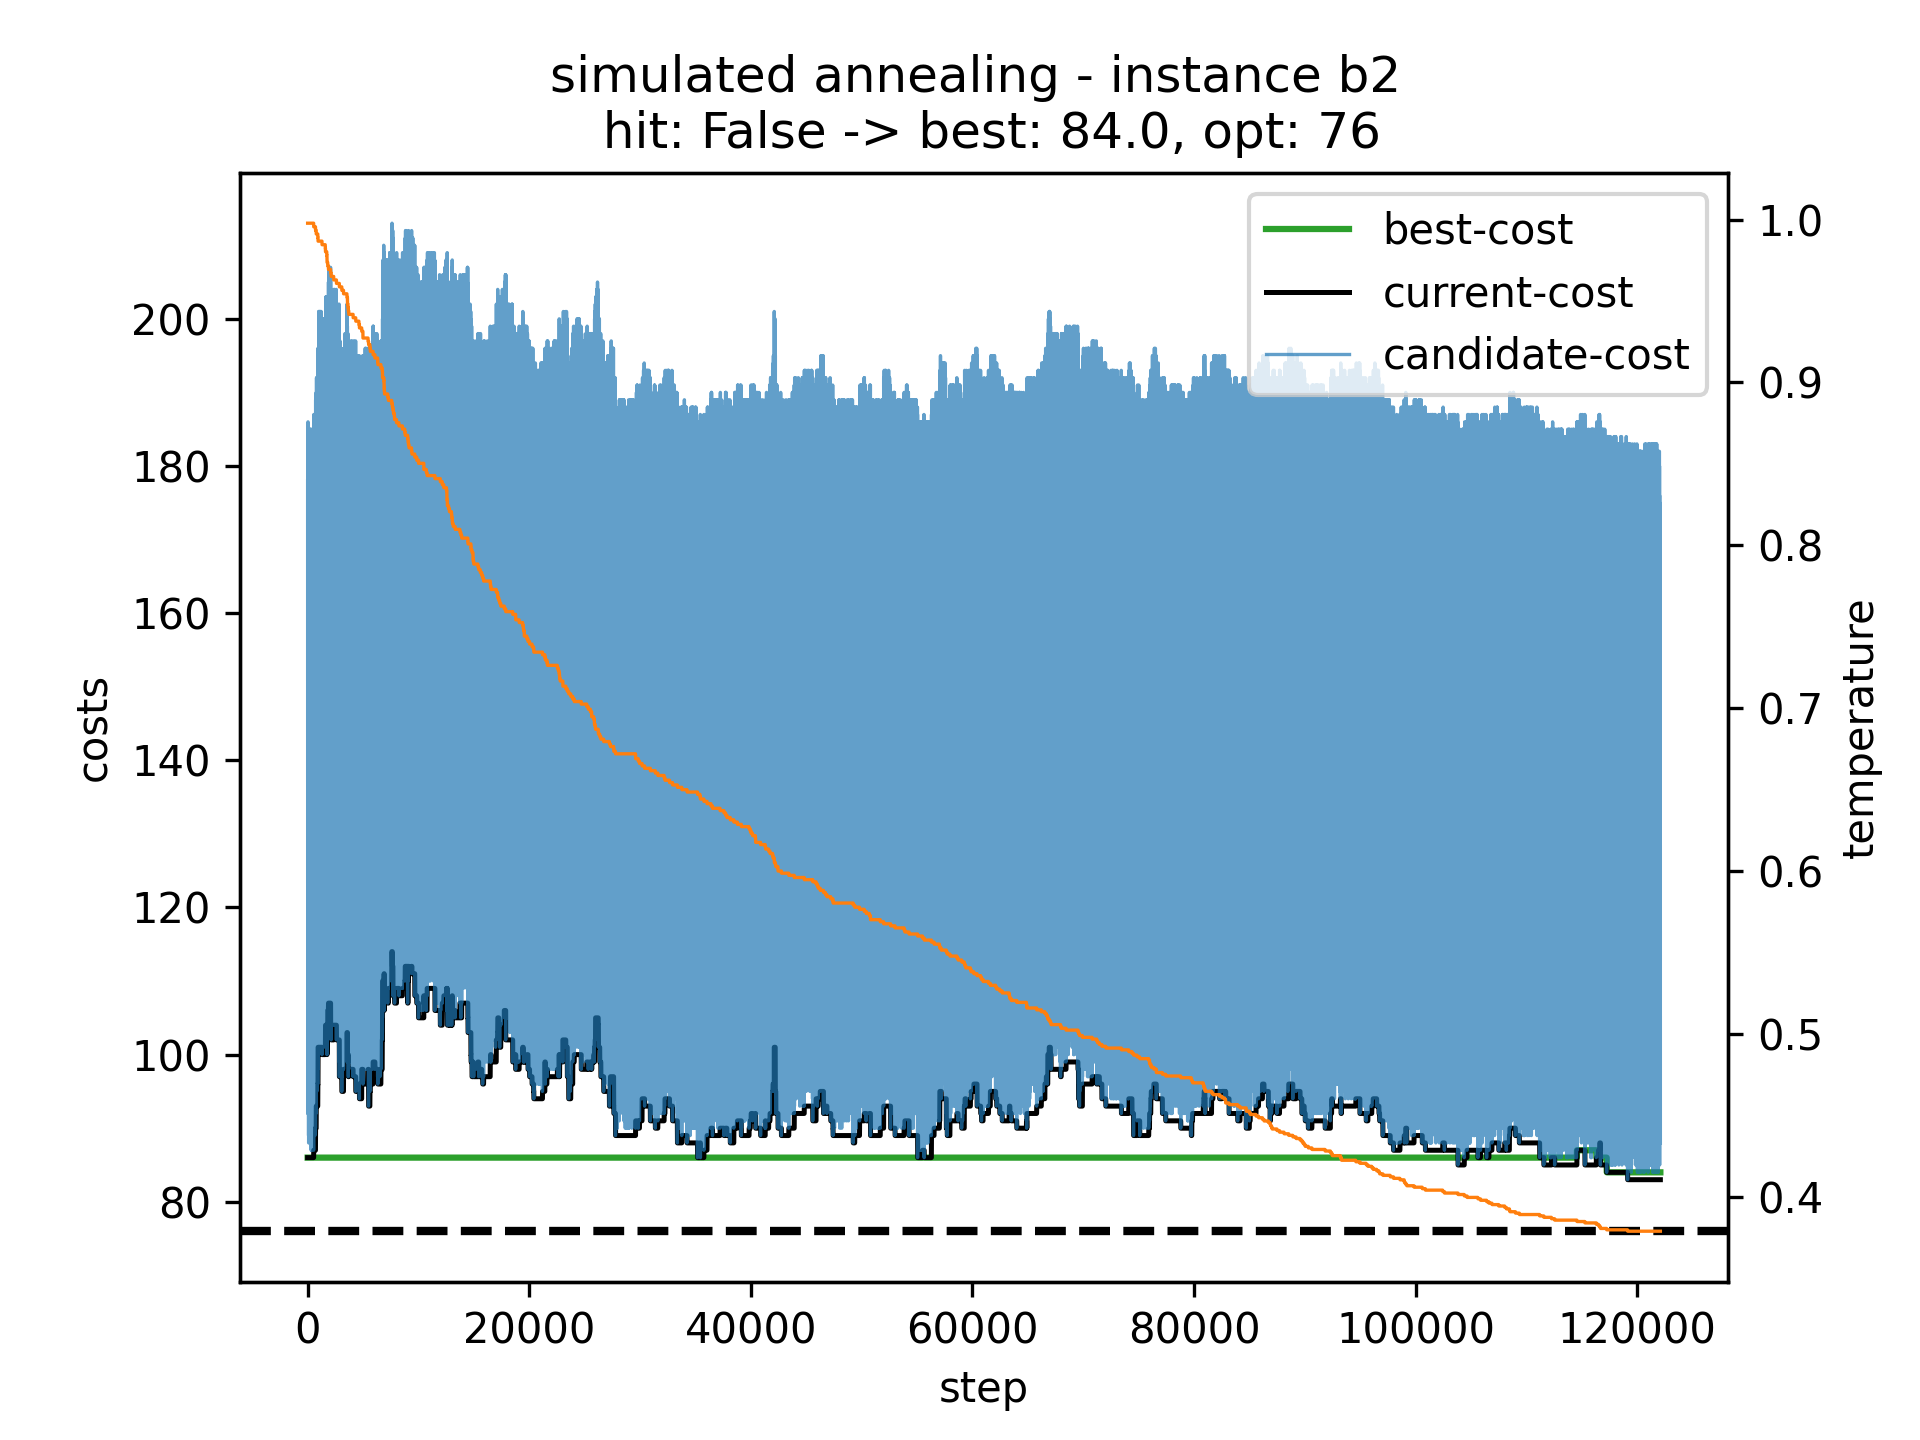 simulated annealing - instance b2
hit: False -> best: 84.0, opt: 76
best-cost
current-cost
candidate-cost
200
180
160
140
120
100
80
costs
1.0
0.9
0.8
0.7
0.6
0.5
0.4
temperature
0 20000 40000 60000 80000 100000 120000
step